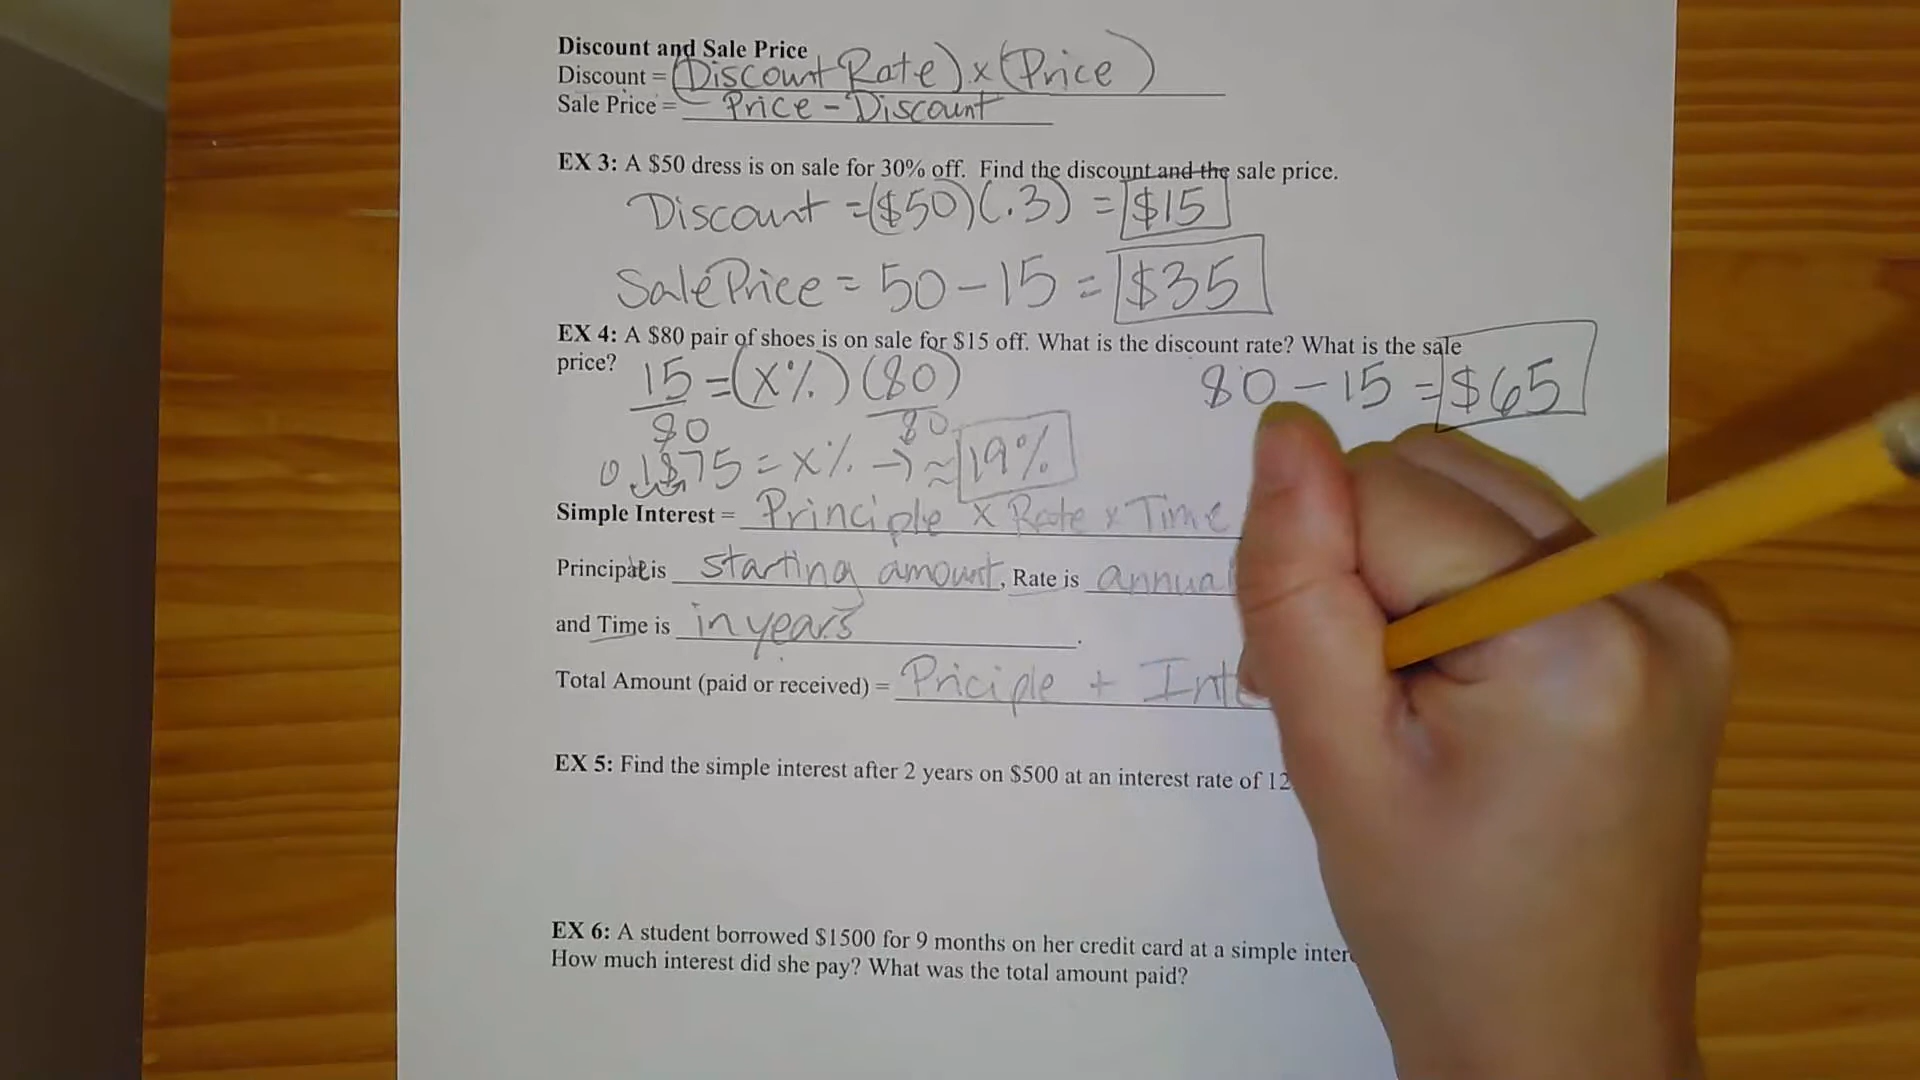 Discount and Sale Price
Discount = (Discount Rate) x (Price)
Sale Price = Price - Discount
EX 3: A $50 dress is on sale for 30% off. Find the discount and the sale price.
Discount = ($50)(.3) = $15
Sale Price = 50 - 15 = $35
EX 4: A $80 pair of shoes is on sale for $15 off. What is the discount rate? What is the sale
price?
15 = (x%)(80)
80 80
80 - 15 = $65
0.1875 = x% → ≈ 19%
Simple Interest = Principle x Rate x Time
Principle is starting amount, Rate is annual
and Time is in years.
Total Amount (paid or received) = Priciple + Inte
EX 5: Find the simple interest after 2 years on $500 at an interest rate of 12
EX 6: A student borrowed $1500 for 9 months on her credit card at a simple inter
How much interest did she pay? What was the total amount paid?